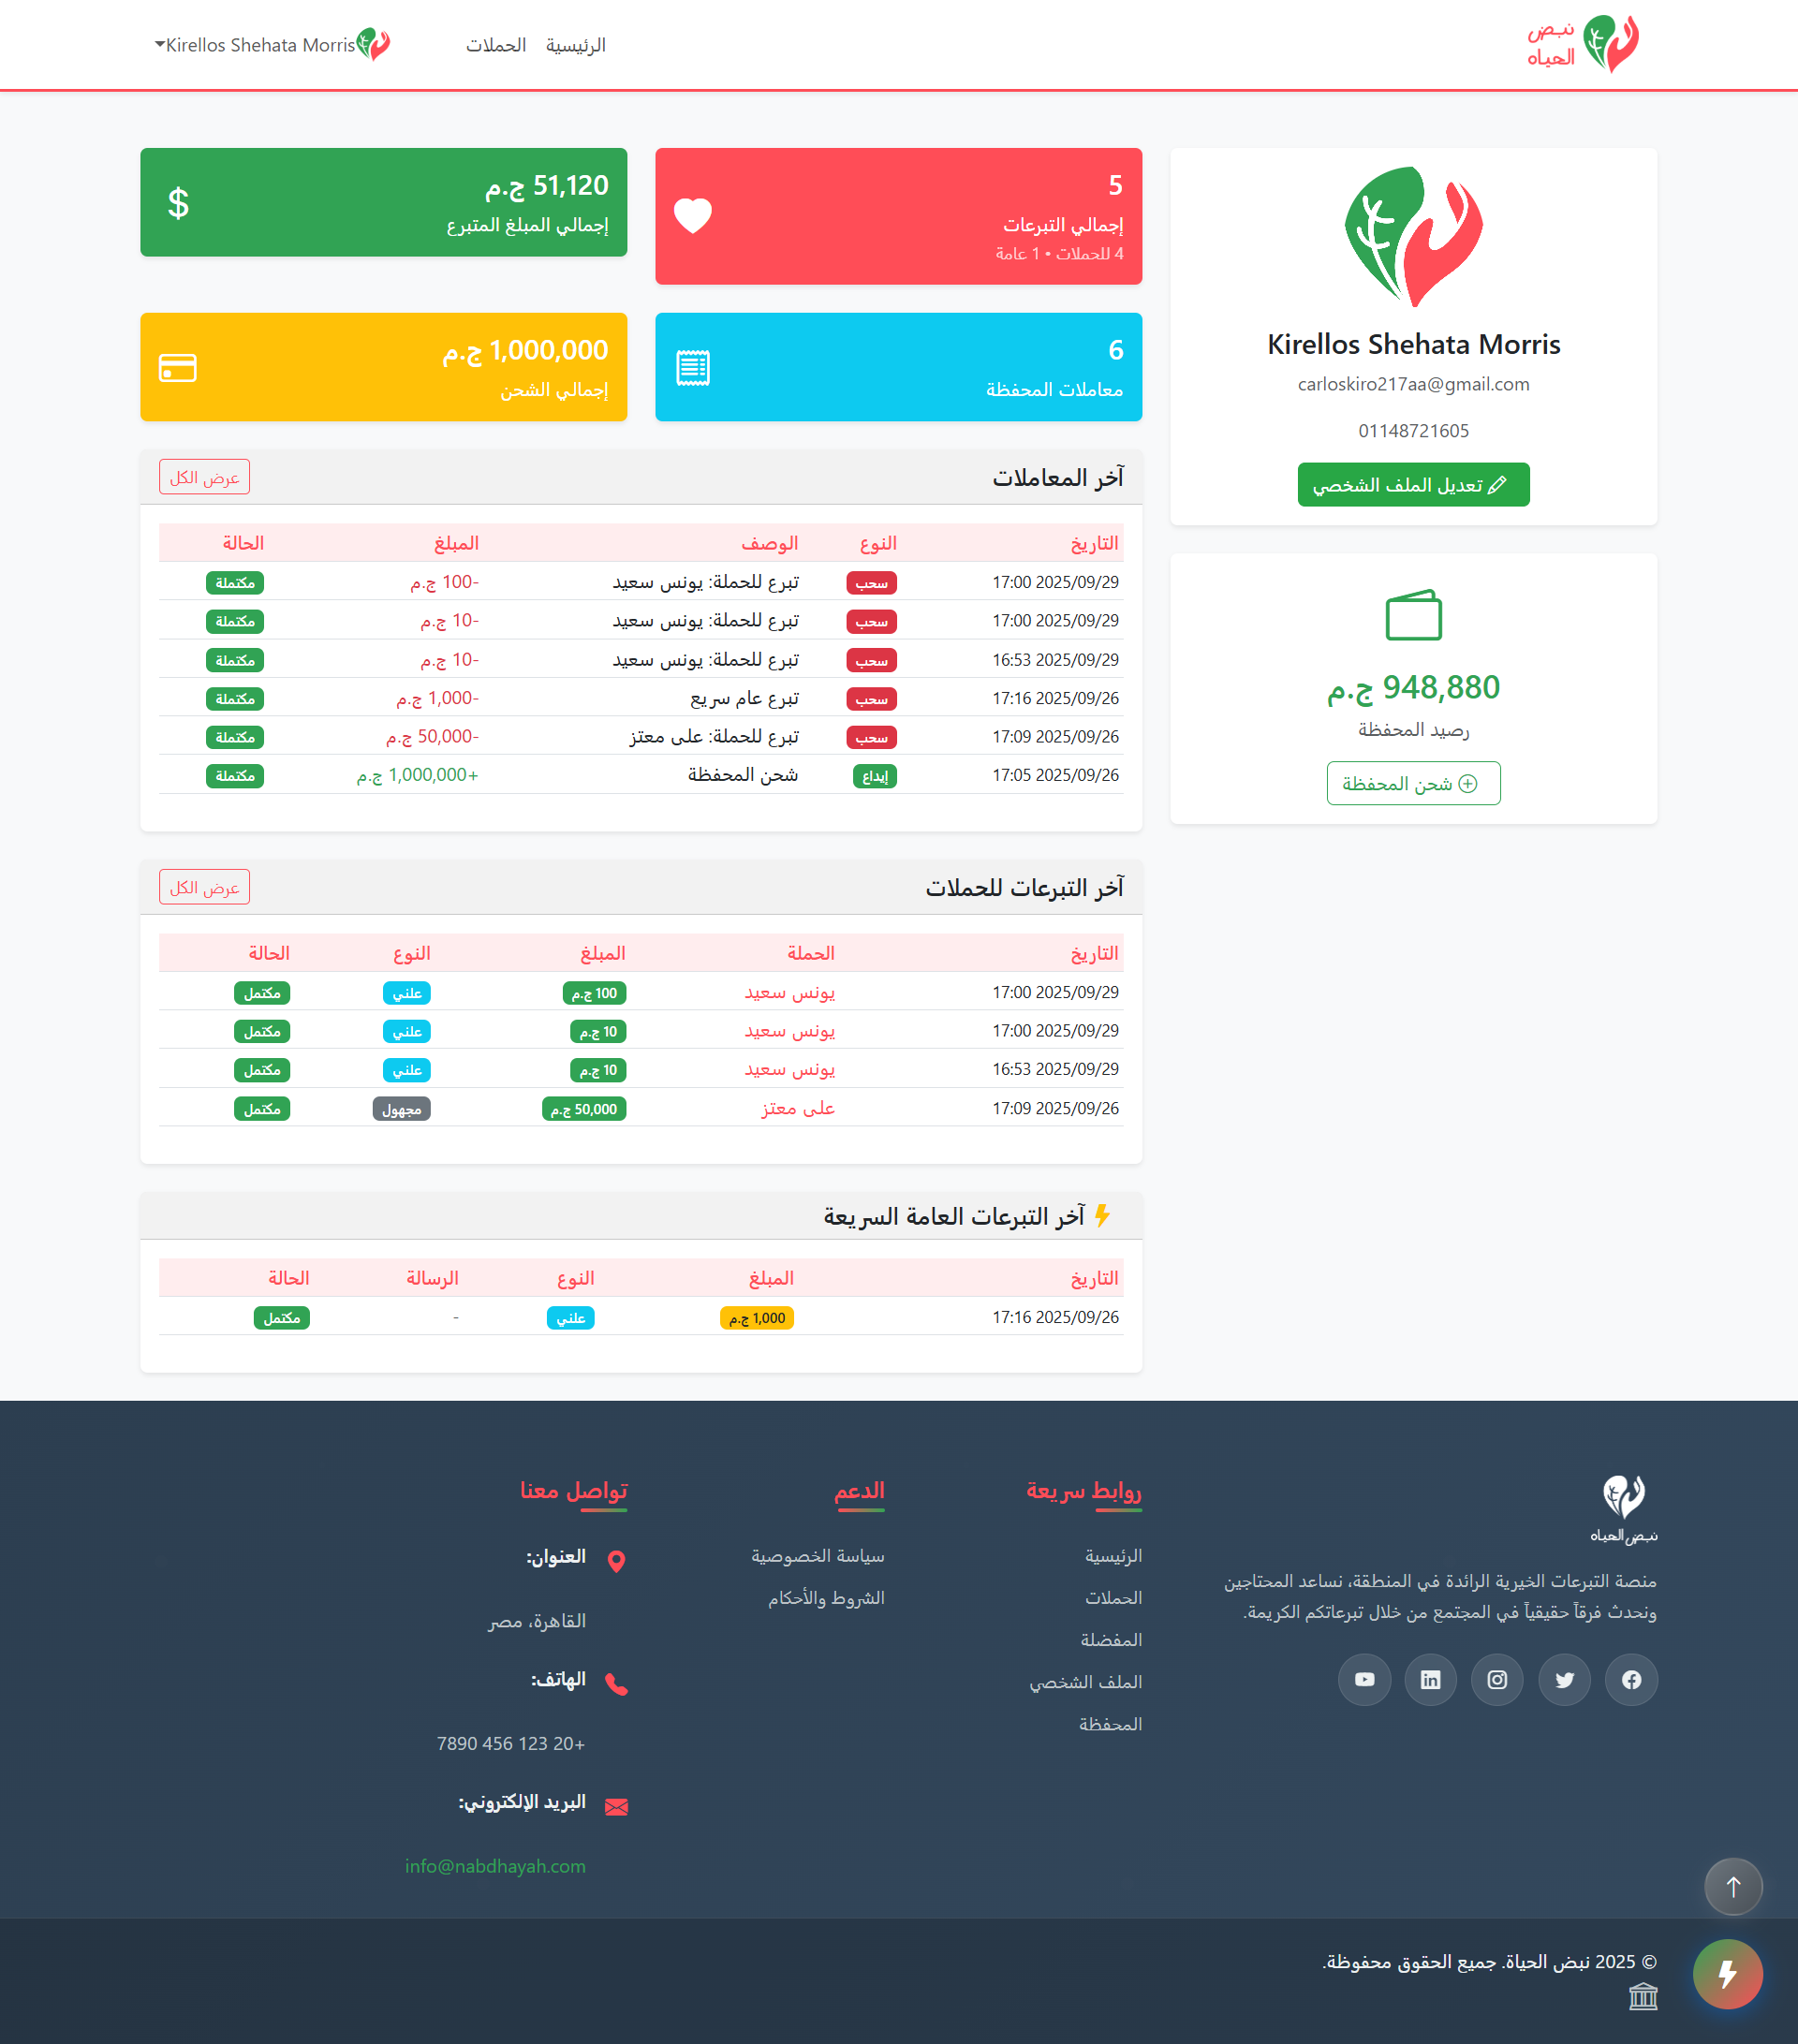 نبض
الحياه
الرئيسية
الحملات
Kirellos Shehata Morris
Kirellos Shehata Morris
carloskiro217aa@gmail.com
01148721605
تعديل الملف الشخصي
948,880 ج.م
رصيد المحفظة
شحن المحفظة
5
إجمالي التبرعات
4 للحملات • 1 عامة
51,120 ج.م
إجمالي المبلغ المتبرع
$
6
معاملات المحفظة
1,000,000 ج.م
إجمالي الشحن
آخر المعاملات
عرض الكل
التاريخ النوع الوصف المبلغ الحالة
2025/09/29 17:00 سحب تبرع للحملة: يونس سعيد -100 ج.م مكتملة
2025/09/29 17:00 سحب تبرع للحملة: يونس سعيد -10 ج.م مكتملة
2025/09/29 16:53 سحب تبرع للحملة: يونس سعيد -10 ج.م مكتملة
2025/09/26 17:16 سحب تبرع عام سريع -1,000 ج.م مكتملة
2025/09/26 17:09 سحب تبرع للحملة: على معتز -50,000 ج.م مكتملة
2025/09/26 17:05 إيداع شحن المحفظة +1,000,000 ج.م مكتملة
آخر التبرعات للحملات
عرض الكل
التاريخ الحملة المبلغ النوع الحالة
2025/09/29 17:00 يونس سعيد 100 ج.م علني مكتمل
2025/09/29 17:00 يونس سعيد 10 ج.م علني مكتمل
2025/09/29 16:53 يونس سعيد 10 ج.م علني مكتمل
2025/09/26 17:09 على معتز 50,000 ج.م مجهول مكتمل
آخر التبرعات العامة السريعة
التاريخ المبلغ النوع الرسالة الحالة
2025/09/26 17:16 1,000 ج.م علني - مكتمل
نبض الحياه
منصة التبرعات الخيرية الرائدة في المنطقة، نساعد المحتاجين
ونحدث فرقاً حقيقياً في المجتمع من خلال تبرعاتكم الكريمة.
روابط سريعة
الرئيسية
الحملات
المفضلة
الملف الشخصي
المحفظة
الدعم
سياسة الخصوصية
الشروط والأحكام
تواصل معنا
العنوان:
القاهرة، مصر
الهاتف:
+20 123 456 7890
البريد الإلكتروني:
info@nabdhayah.com
© 2025 نبض الحياة. جميع الحقوق محفوظة.